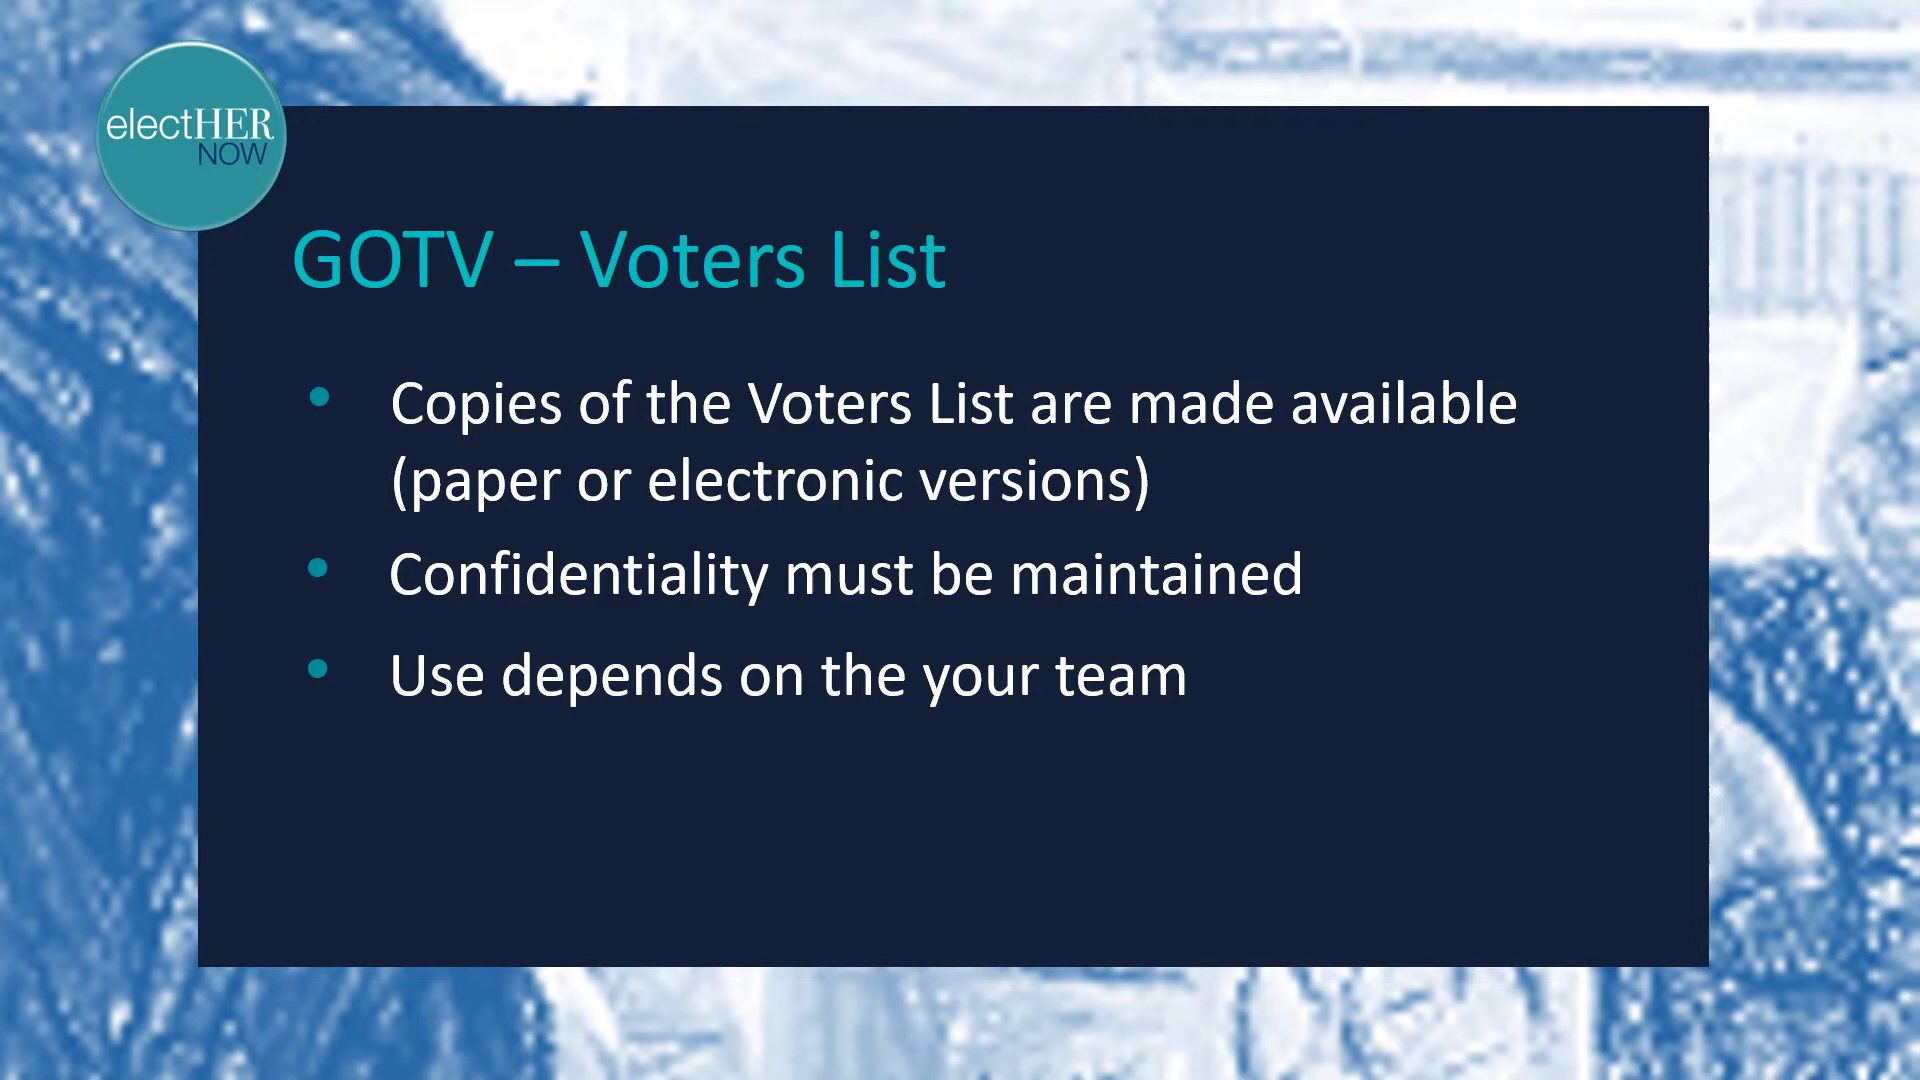 electHER
NOW
GOTV – Voters List
• Copies of the Voters List are made available
(paper or electronic versions)
• Confidentiality must be maintained
• Use depends on the your team